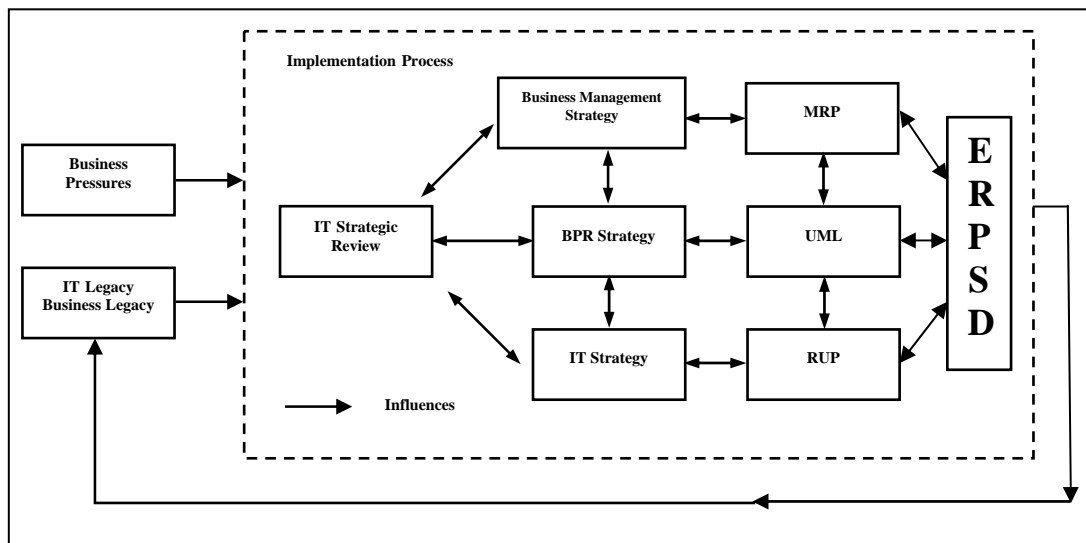 Implementation Process
Business Management
Strategy
MRP
Business
Pressures
IT Strategic
Review
BPR Strategy
UML
IT Legacy
Business Legacy
IT Strategy
RUP
E
R
P
S
D
Influences